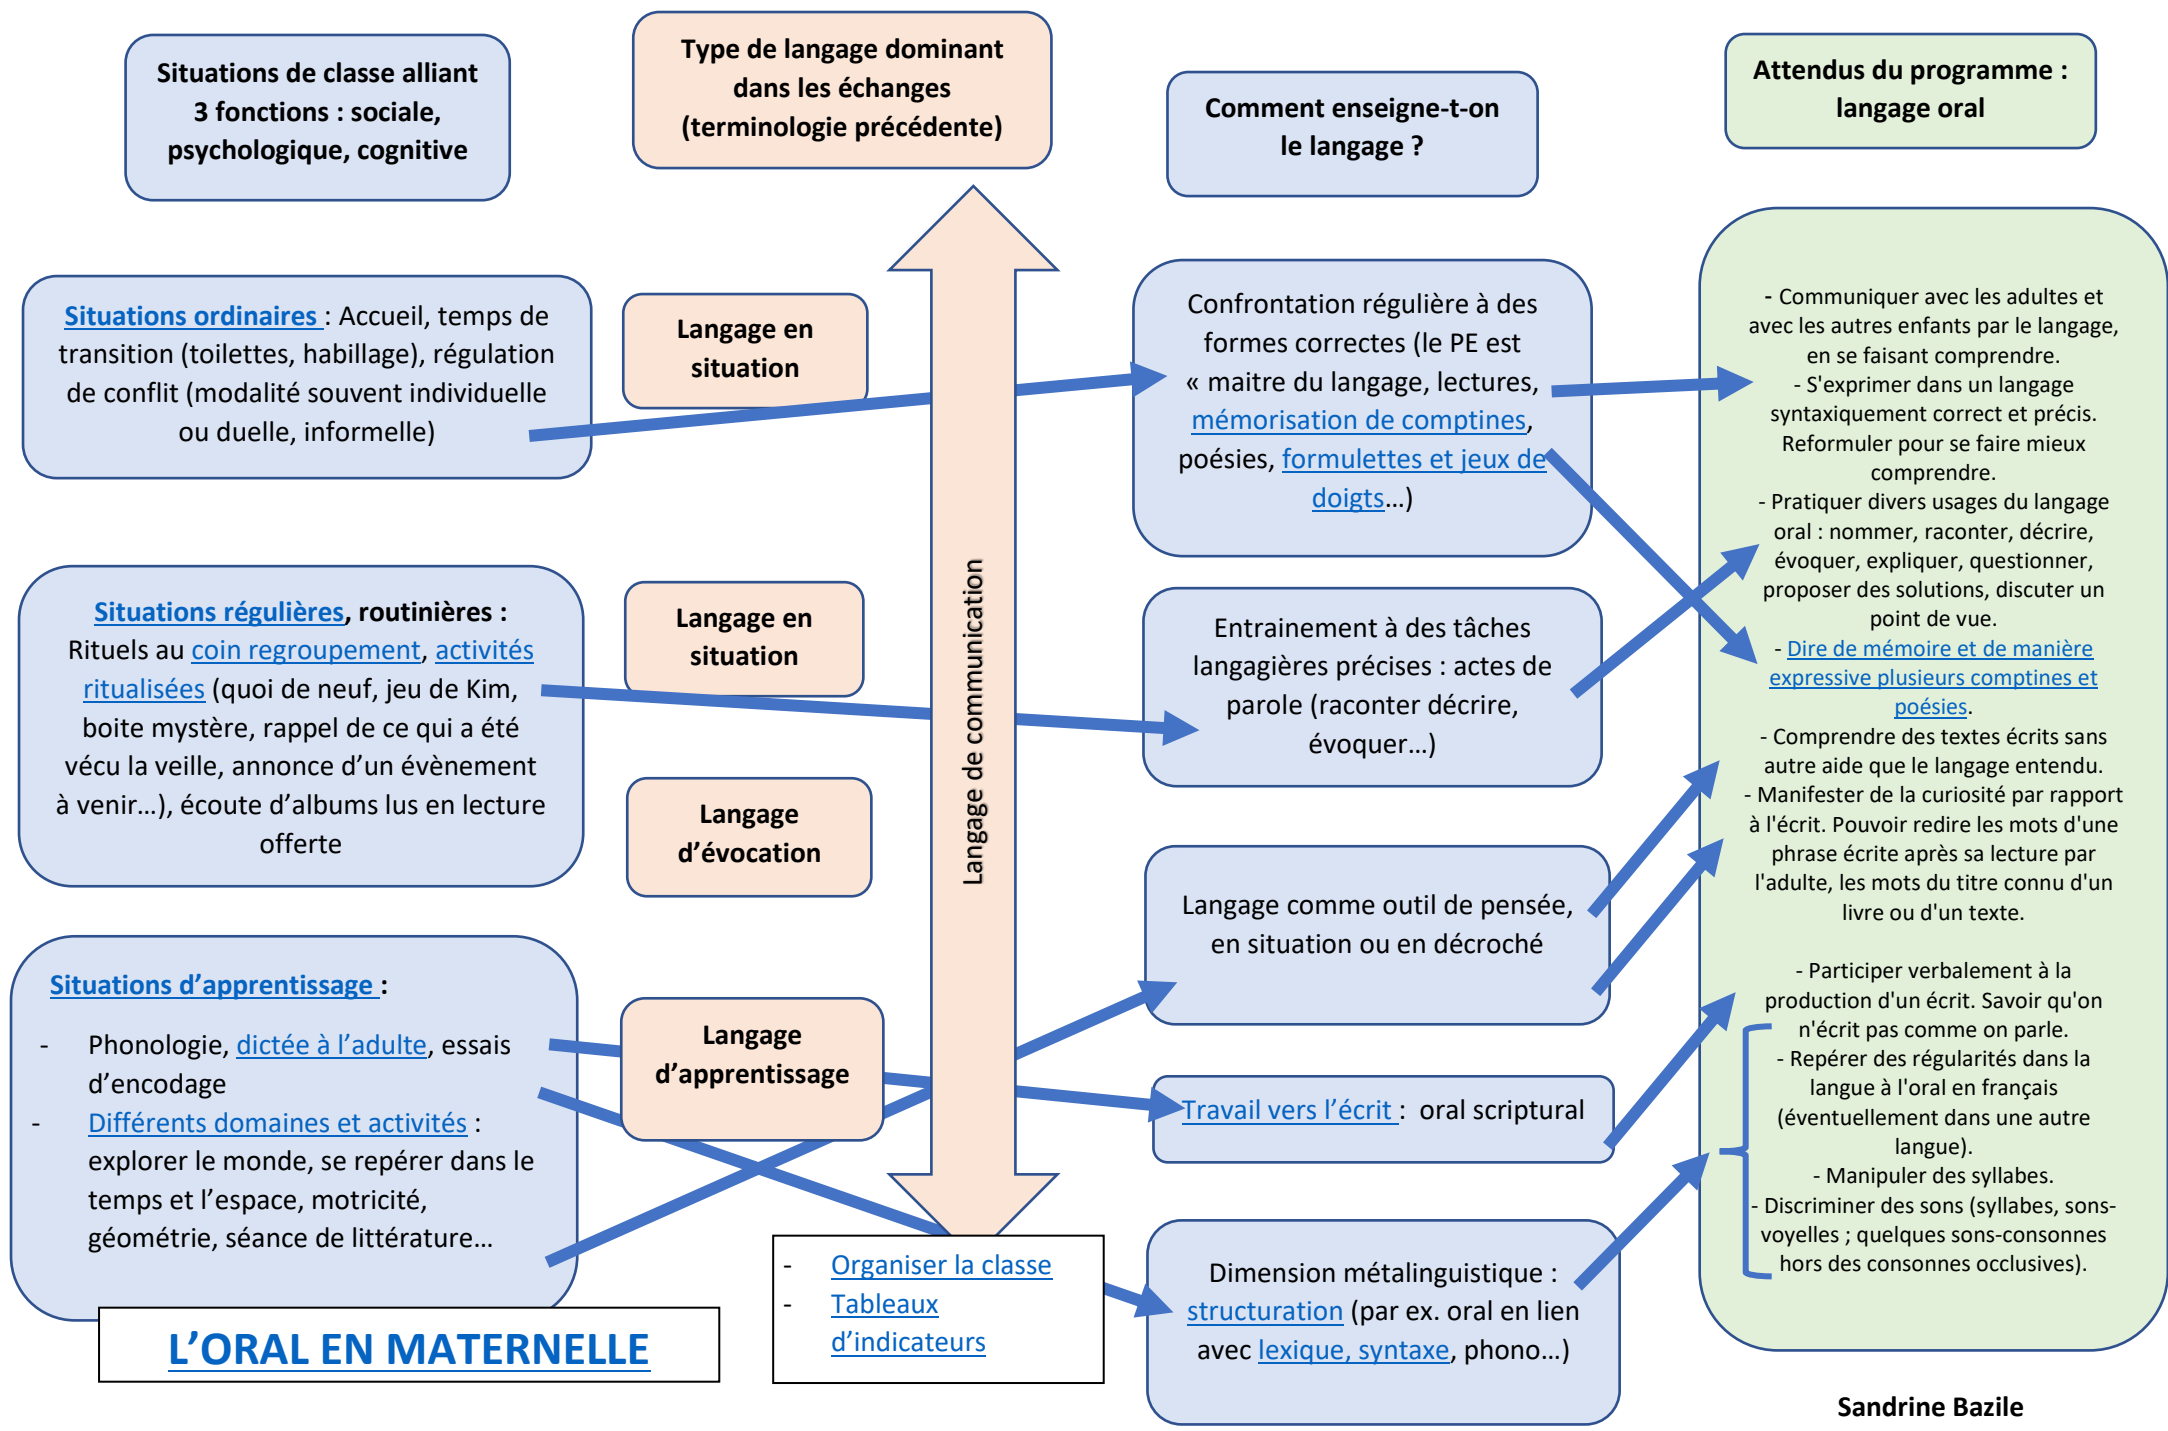 Situations de classe alliant
3 fonctions : sociale,
psychologique, cognitive
Type de langage dominant
dans les échanges
(terminologie précédente)
Comment enseigne-t-on
le langage ?
Attendus du programme :
langage oral
Situations ordinaires : Accueil, temps de
transition (toilettes, habillage), régulation
de conflit (modalité souvent individuelle
ou duelle, informelle)
Situations régulières, routinières :
Rituels au coin regroupement, activités
ritualisées (quoi de neuf, jeu de Kim,
boite mystère, rappel de ce qui a été
vécu la veille, annonce d’un évènement
à venir…), écoute d’albums lus en lecture
offerte
Situations d’apprentissage :
- Phonologie, dictée à l’adulte, essais
d’encodage
- Différents domaines et activités :
explorer le monde, se repérer dans le
temps et l’espace, motricité,
géométrie, séance de littérature…
L’ORAL EN MATERNELLE
Langage en
situation
Langage en
situation
Langage
d’évocation
Langage
d’apprentissage
Langage de communication
- Organiser la classe
- Tableaux
d’indicateurs
Confrontation régulière à des
formes correctes (le PE est
« maitre du langage, lectures,
mémorisation de comptines,
poésies, formulettes et jeux de
doigts…)
Entrainement à des tâches
langagières précises : actes de
parole (raconter décrire,
évoquer…)
Langage comme outil de pensée,
en situation ou en décroché
Travail vers l’écrit : oral scriptural
Dimension métalinguistique :
structuration (par ex. oral en lien
avec lexique, syntaxe, phono…)
- Communiquer avec les adultes et
avec les autres enfants par le langage,
en se faisant comprendre.
- S'exprimer dans un langage
syntaxiquement correct et précis.
Reformuler pour se faire mieux
comprendre.
- Pratiquer divers usages du langage
oral : nommer, raconter, décrire,
évoquer, expliquer, questionner,
proposer des solutions, discuter un
point de vue.
- Dire de mémoire et de manière
expressive plusieurs comptines et
poésies.
- Comprendre des textes écrits sans
autre aide que le langage entendu.
- Manifester de la curiosité par rapport
à l'écrit. Pouvoir redire les mots d'une
phrase écrite après sa lecture par
l'adulte, les mots du titre connu d'un
livre ou d'un texte.
- Participer verbalement à la
production d'un écrit. Savoir qu'on
n'écrit pas comme on parle.
- Repérer des régularités dans la
langue à l'oral en français
(éventuellement dans une autre
langue).
- Manipuler des syllabes.
- Discriminer des sons (syllabes, sons-
voyelles ; quelques sons-consonnes
hors des consonnes occlusives).
Sandrine Bazile